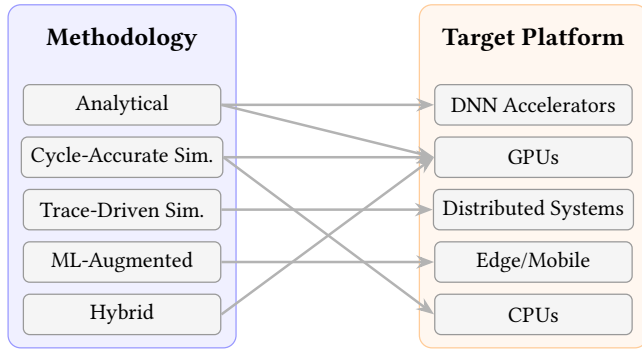 Methodology
Target Platform
Analytical
DNN Accelerators
Cycle-Accurate Sim.
GPUs
Trace-Driven Sim.
Distributed Systems
ML-Augmented
Edge/Mobile
Hybrid
CPUs